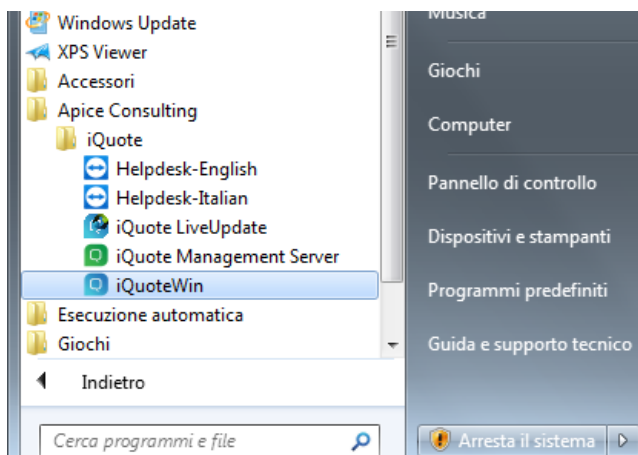 Windows Update
XPS Viewer
Accessori
Apice Consulting
iQuote
Helpdesk-English
Helpdesk-Italian
iQuote LiveUpdate
iQuote Management Server
iQuoteWin
Esecuzione automatica
Giochi
Indietro
Cerca programmi e file
Musica
Giochi
Computer
Pannello di controllo
Dispositivi e stampanti
Programmi predefiniti
Guida e supporto tecnico
Arresta il sistema